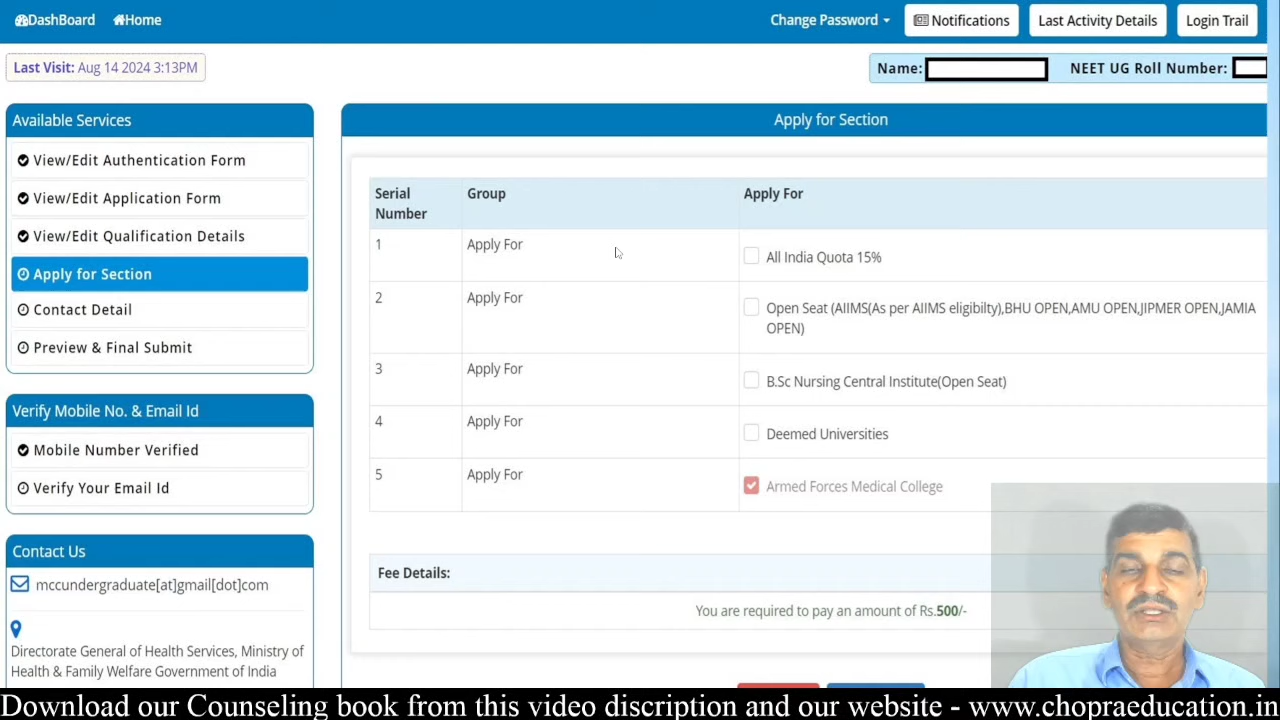 DashBoard Home Change Password Notifications Last Activity Details Login Trail
Last Visit: Aug 14 2024 3:13PM
Name: NEET UG Roll Number:
Available Services
View/Edit Authentication Form
View/Edit Application Form
View/Edit Qualification Details
Apply for Section
Contact Detail
Preview & Final Submit
Verify Mobile No. & Email Id
Mobile Number Verified
Verify Your Email Id
Contact Us
mccundergraduate[at]gmail[dot]com
Directorate General of Health Services, Ministry of
Health & Family Welfare Government of India
Apply for Section
Serial
Number
Group
Apply For
1 Apply For All India Quota 15%
2 Apply For Open Seat (AIIMS(As per AIIMS eligibilty),BHU OPEN,AMU OPEN,JIPMER OPEN,JAMIA
OPEN)
3 Apply For B.Sc Nursing Central Institute(Open Seat)
4 Apply For Deemed Universities
5 Apply For Armed Forces Medical College
Fee Details:
You are required to pay an amount of Rs.500/-
Download our Counseling book from this video discription and our website - www.chopraeducation.in